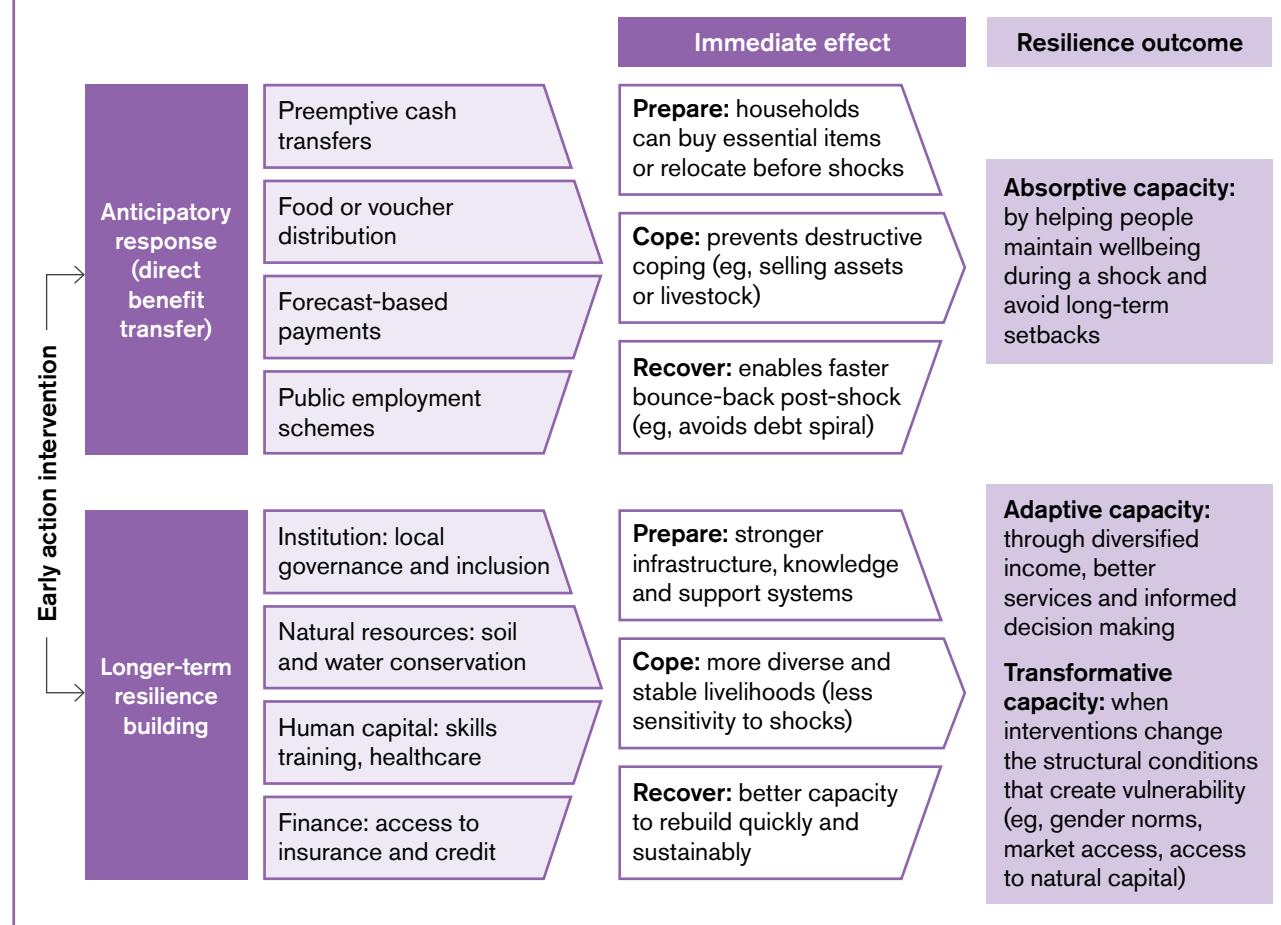 Immediate effect
Resilience outcome
Early action intervention
Anticipatory
response
(direct
benefit
transfer)
Preemptive cash
transfers
Food or voucher
distribution
Forecast-based
payments
Public employment
schemes
Prepare: households
can buy essential items
or relocate before shocks
Cope: prevents destructive
coping (eg, selling assets
or livestock)
Recover: enables faster
bounce-back post-shock
(eg, avoids debt spiral)
Absorptive capacity:
by helping people
maintain wellbeing
during a shock and
avoid long-term
setbacks
Longer-term
resilience
building
Institution: local
governance and inclusion
Natural resources: soil
and water conservation
Human capital: skills
training, healthcare
Finance: access to
insurance and credit
Prepare: stronger
infrastructure, knowledge
and support systems
Cope: more diverse and
stable livelihoods (less
sensitivity to shocks)
Recover: better capacity
to rebuild quickly and
sustainably
Adaptive capacity:
through diversified
income, better
services and informed
decision making
Transformative
capacity: when
interventions change
the structural conditions
that create vulnerability
(eg, gender norms,
market access, access
to natural capital)